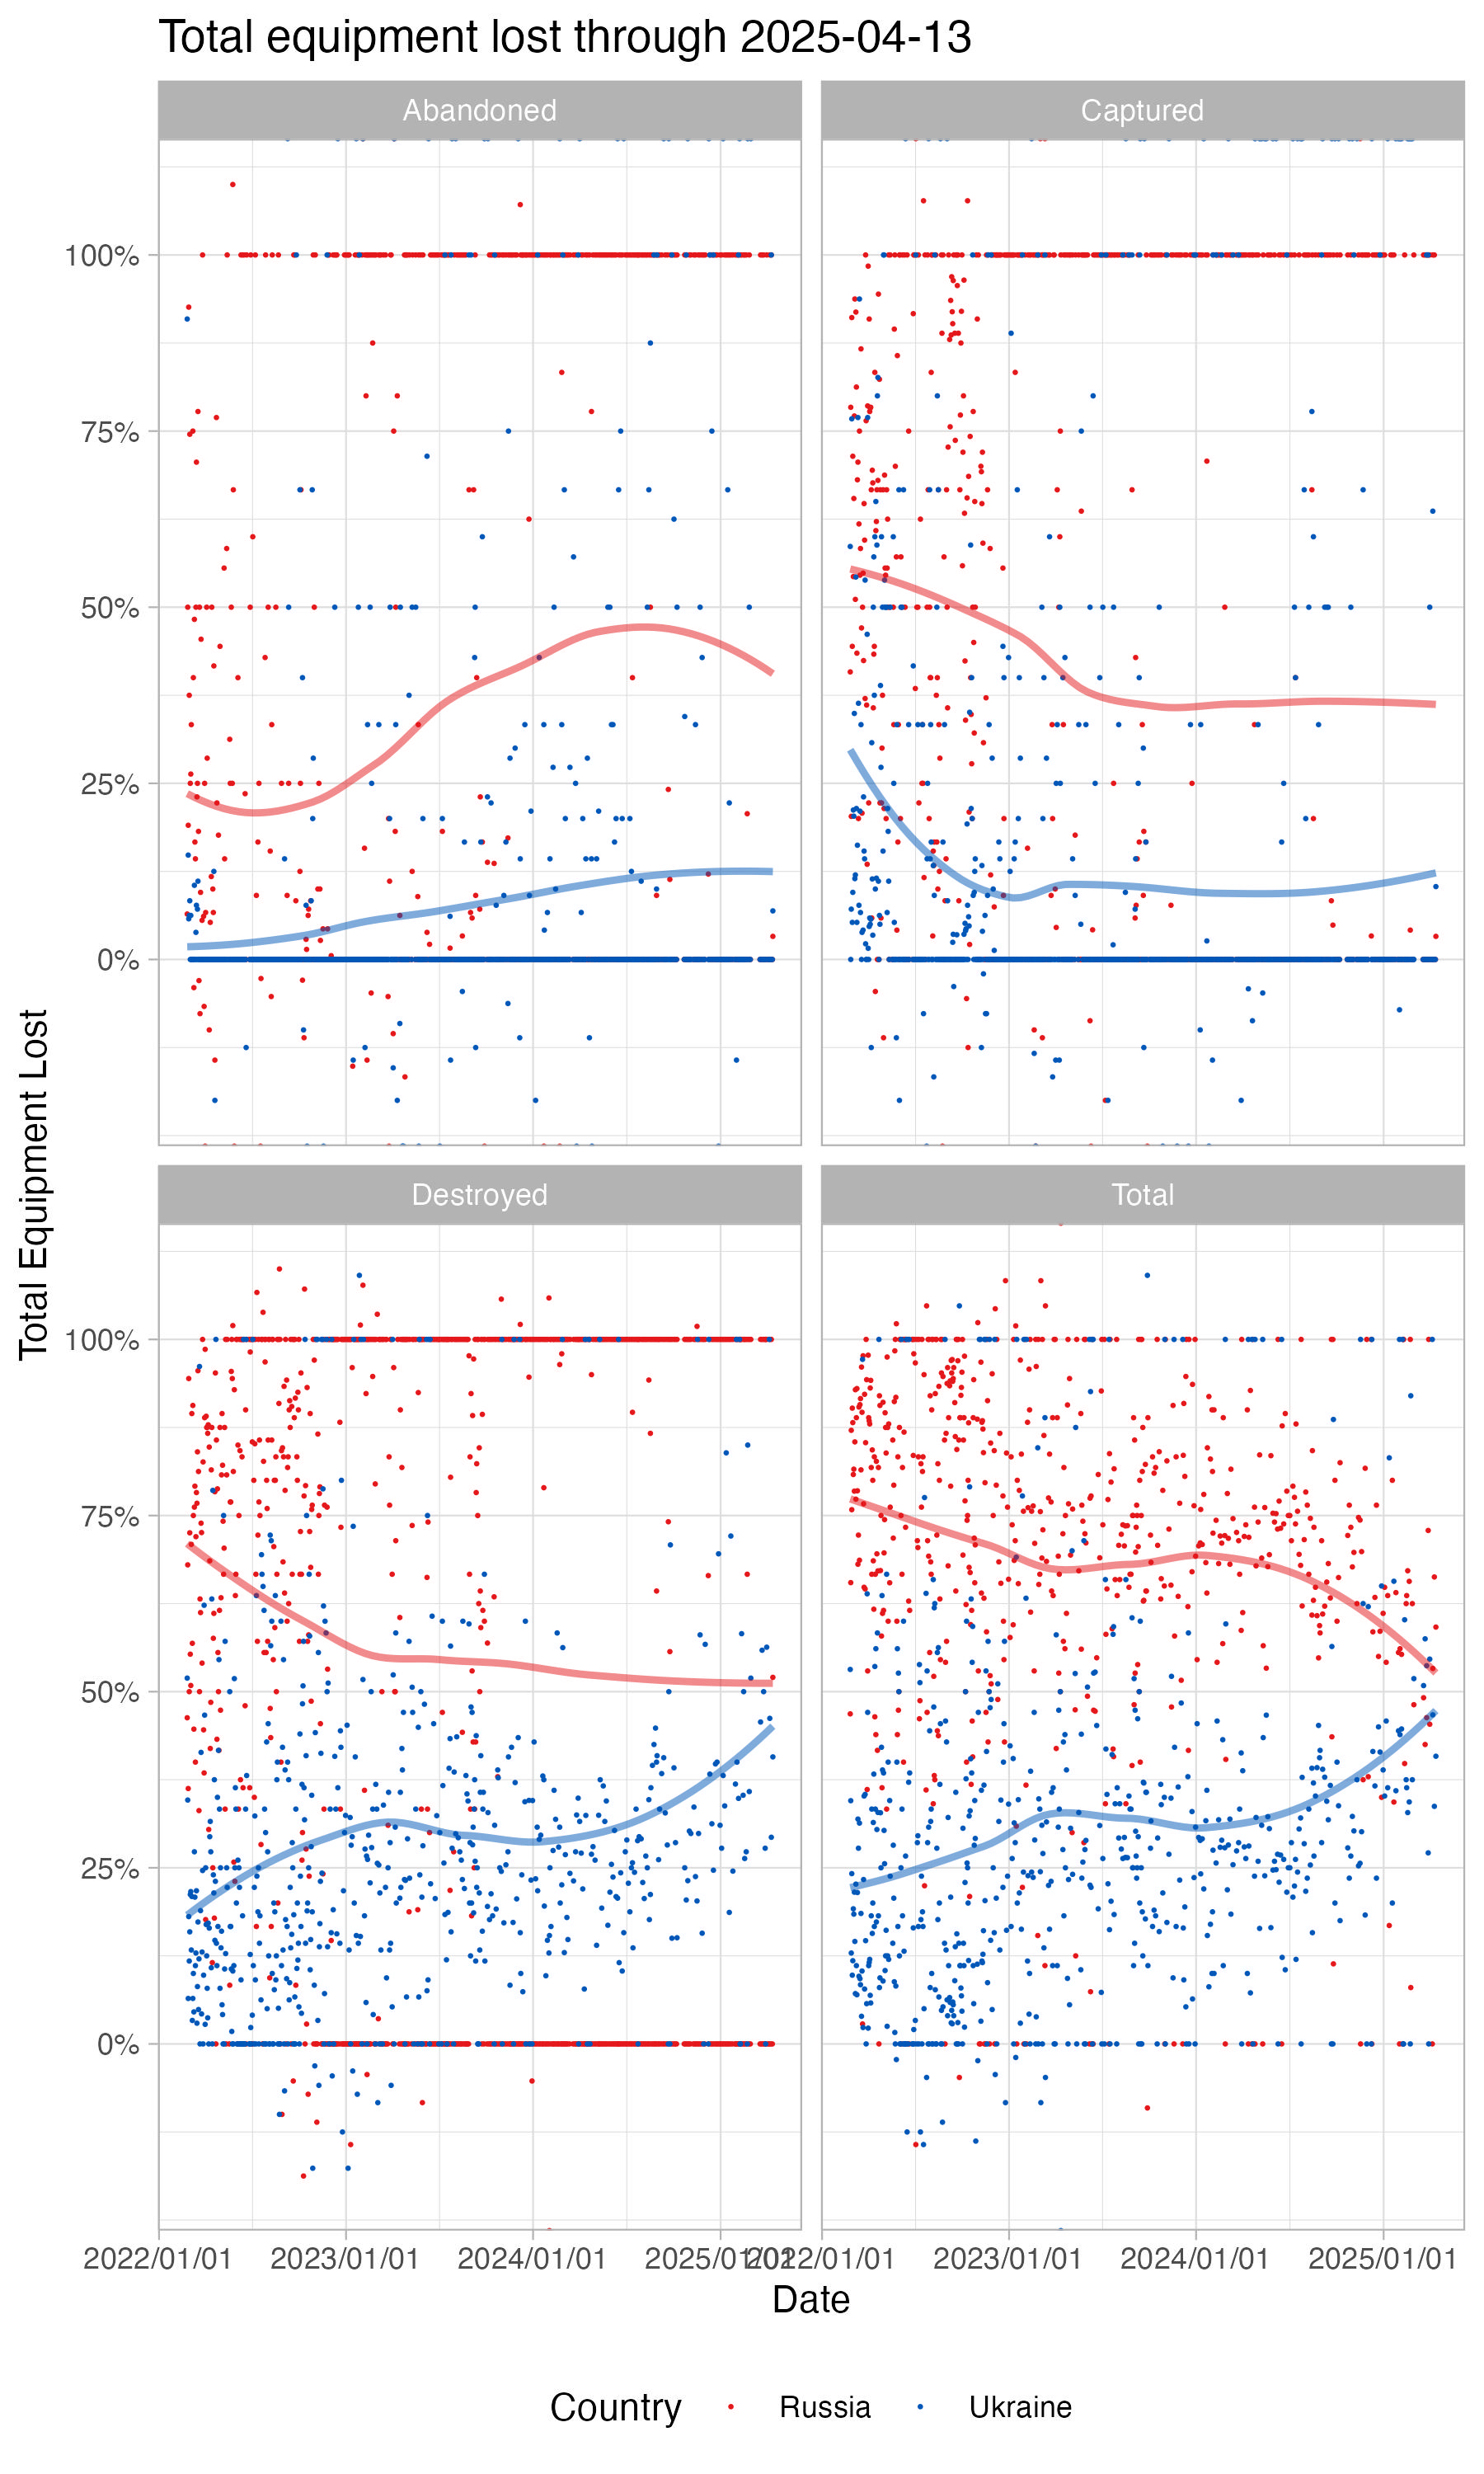 Total equipment lost through 2025-04-13
Abandoned
Captured
100%
75%
50%
25%
0%
Total Equipment Lost
Destroyed
Total
100%
75%
50%
25%
0%
2022/01/01 2023/01/01 2024/01/01 2025/01/01 2022/01/01 2023/01/01 2024/01/01 2025/01/01
Date
Country Russia Ukraine